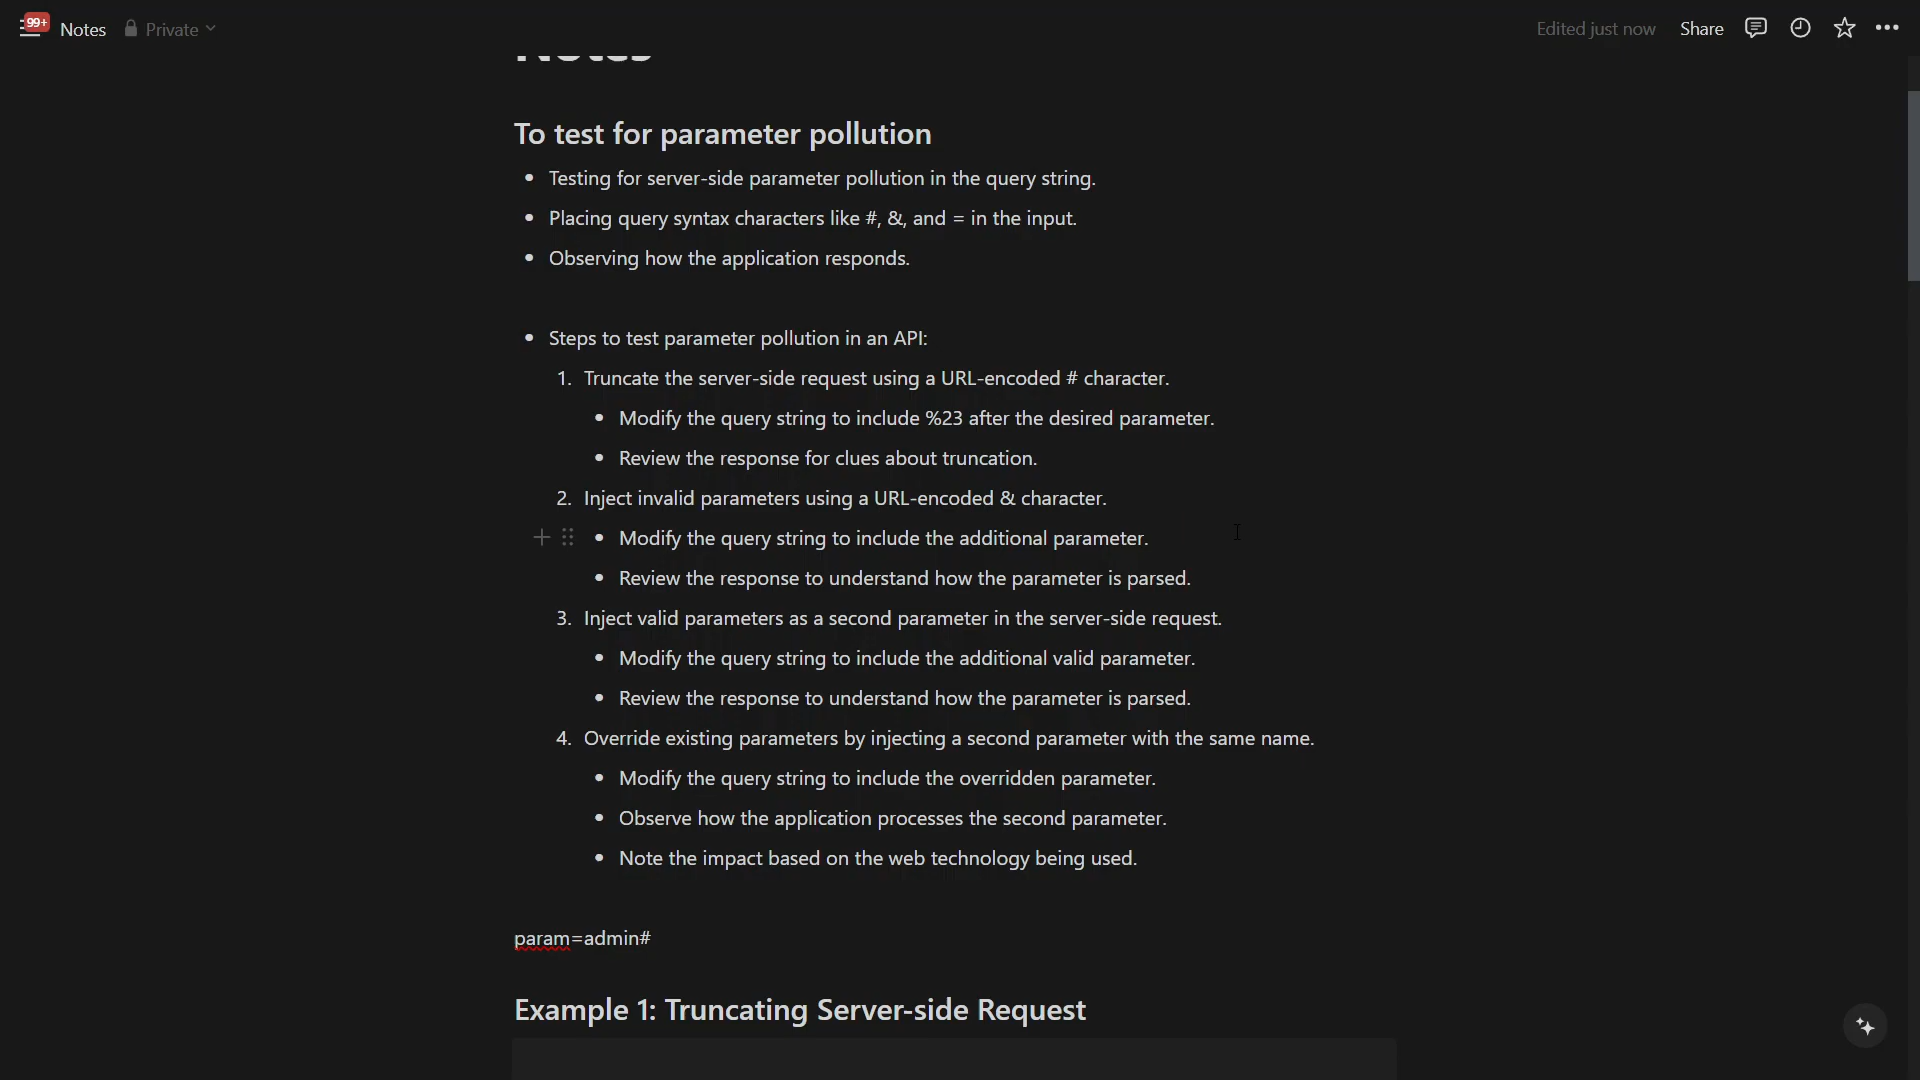 99+ Notes Private Edited just now Share
Notes
To test for parameter pollution
• Testing for server-side parameter pollution in the query string.
• Placing query syntax characters like #, &, and = in the input.
• Observing how the application responds.
• Steps to test parameter pollution in an API:
1. Truncate the server-side request using a URL-encoded # character.
• Modify the query string to include %23 after the desired parameter.
• Review the response for clues about truncation.
2. Inject invalid parameters using a URL-encoded & character.
• Modify the query string to include the additional parameter.
• Review the response to understand how the parameter is parsed.
3. Inject valid parameters as a second parameter in the server-side request.
• Modify the query string to include the additional valid parameter.
• Review the response to understand how the parameter is parsed.
4. Override existing parameters by injecting a second parameter with the same name.
• Modify the query string to include the overridden parameter.
• Observe how the application processes the second parameter.
• Note the impact based on the web technology being used.
param=admin#
Example 1: Truncating Server-side Request